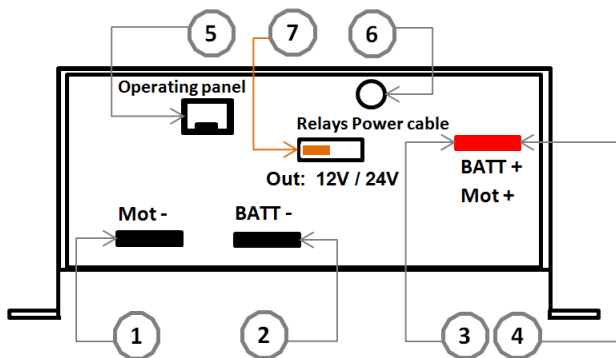 5
7
6
Operating panel
Relays Power cable
Out: 12V / 24V
BATT +
Mot +
Mot -
BATT -
1
2
3
4